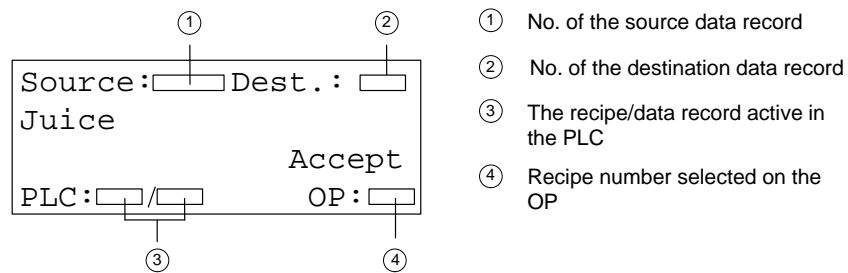 ① ②
Source: Dest.:
Juice
Accept
PLC: / OP:
③ ④
① No. of the source data record
② No. of the destination data record
③ The recipe/data record active in
the PLC
④ Recipe number selected on the
OP